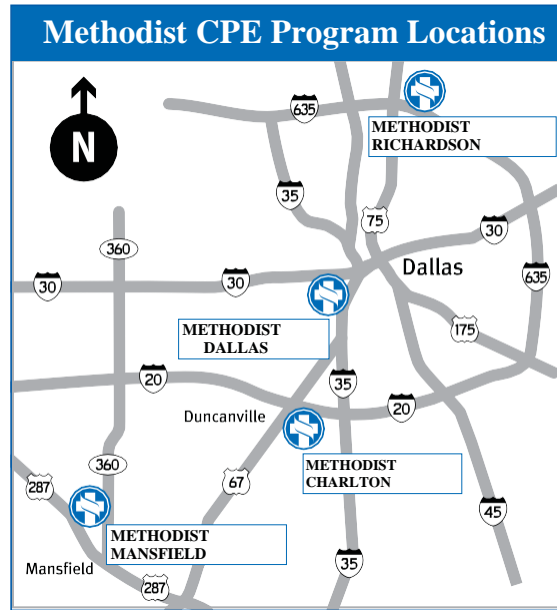 Methodist CPE Program Locations
N
635
METHODIST
RICHARDSON
35
75
360
30
Dallas
30
30
635
METHODIST
DALLAS
175
20
35
20
Duncanville
METHODIST
CHARLTON
360
287
67
45
METHODIST
MANSFIELD
35
Mansfield
287